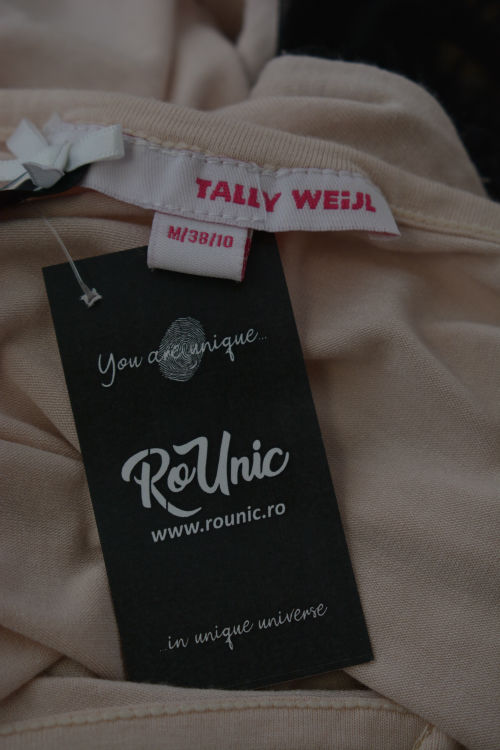 TALLY WEiJL
M/38/10
You are unique...
RoUnic
www.rounic.ro
...in unique universe